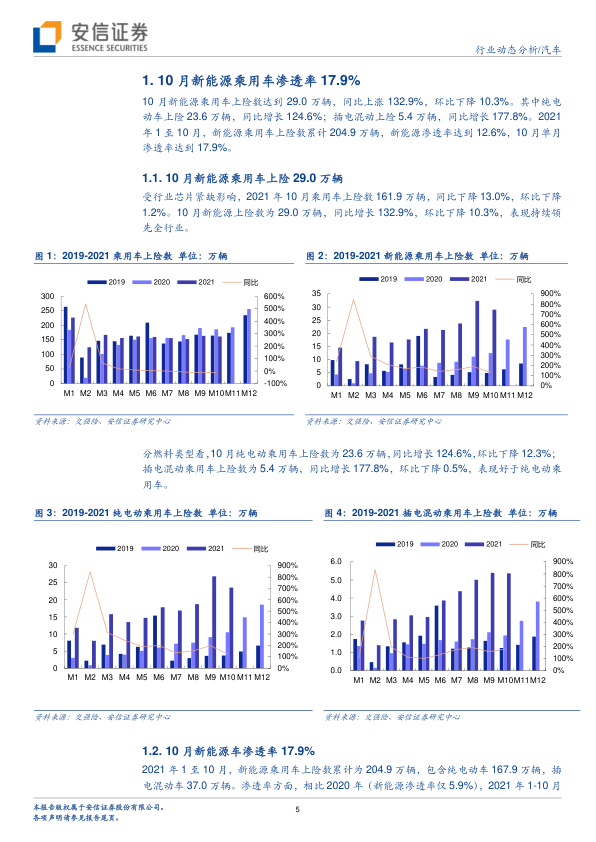 安信证券
ESSENCE SECURITIES
行业动态分析/汽车
1. 10 月新能源乘用车渗透率 17.9%
10 月新能源乘用车上险数达到 29.0 万辆，同比上涨 132.9%，环比下降 10.3%。其中纯电
动车上险 23.6 万辆，同比增长 124.6%；插电混动上险 5.4 万辆，同比增长 177.8%。2021
年 1 至 10 月，新能源乘用车上险数累计 204.9 万辆，新能源渗透率达到 12.6%，10 月单月
渗透率达到 17.9%。
1.1. 10 月新能源乘用车上险 29.0 万辆
受行业芯片紧缺影响，2021 年 10 月乘用车上险数 161.9 万辆，同比下降 13.0%，环比下降
1.2%。10 月新能源上险数为 29.0 万辆，同比增长 132.9%，环比下降 10.3%，表现持续领
先全行业。
图 1：2019-2021 乘用车上险数 单位：万辆
2019 2020 2021 同比
300
250
200
150
100
50
0
600%
500%
400%
300%
200%
100%
0%
-100%
M1 M2 M3 M4 M5 M6 M7 M8 M9 M10 M11 M12
资料来源：交强险、安信证券研究中心
图 2：2019-2021 新能源乘用车上险数 单位：万辆
2019 2020 2021 同比
35
30
25
20
15
10
5
0
900%
800%
700%
600%
500%
400%
300%
200%
100%
0%
M1 M2 M3 M4 M5 M6 M7 M8 M9 M10 M11 M12
资料来源：交强险、安信证券研究中心
分燃料类型看，10 月纯电动乘用车上险数为 23.6 万辆，同比增长 124.6%，环比下降 12.3%；
插电混动乘用车上险数为 5.4 万辆，同比增长 177.8%，环比下降 0.5%，表现好于纯电动乘
用车。
图 3：2019-2021 纯电动乘用车上险数 单位：万辆
2019 2020 2021 同比
30
25
20
15
10
5
0
900%
800%
700%
600%
500%
400%
300%
200%
100%
0%
M1 M2 M3 M4 M5 M6 M7 M8 M9 M10 M11 M12
资料来源：交强险、安信证券研究中心
图 4：2019-2021 插电混动乘用车上险数 单位：万辆
2019 2020 2021 同比
6.0
5.0
4.0
3.0
2.0
1.0
0.0
900%
800%
700%
600%
500%
400%
300%
200%
100%
0%
M1 M2 M3 M4 M5 M6 M7 M8 M9 M10 M11 M12
资料来源：交强险、安信证券研究中心
1.2. 10 月新能源车渗透率 17.9%
2021 年 1 至 10 月，新能源乘用车上险数累计为 204.9 万辆，包含纯电动车 167.9 万辆，插
电混动车 37.0 万辆。渗透率方面，相比 2020 年（新能源渗透率仅 5.9%），2021 年 1-10 月
本报告版权属于安信证券股份有限公司。
各项声明请参见报告尾页。
5